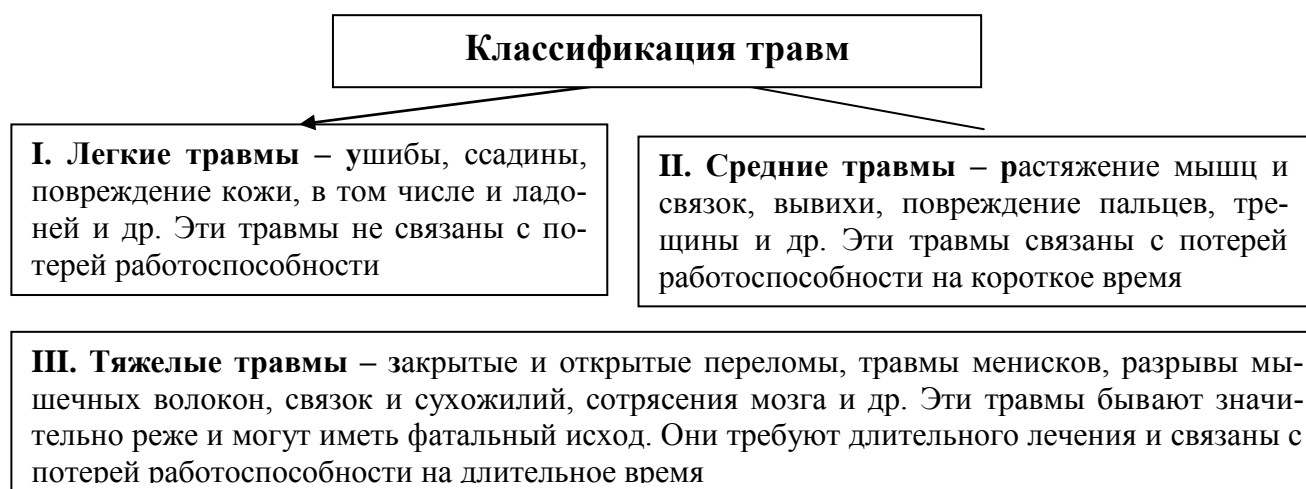 Классификация травм
I. Легкие травмы – ушибы, ссадины,
повреждение кожи, в том числе и ладо-
ней и др. Эти травмы не связаны с по-
терей работоспособности
II. Средние травмы – растяжение мышц и
связок, вывихи, повреждение пальцев, тре-
щины и др. Эти травмы связаны с потерей
работоспособности на короткое время
III. Тяжелые травмы – закрытые и открытые переломы, травмы менисков, разрывы мы-
шечных волокон, связок и сухожилий, сотрясения мозга и др. Эти травмы бывают значи-
тельно реже и могут иметь фатальный исход. Они требуют длительного лечения и связаны с
потерей работоспособности на длительное время